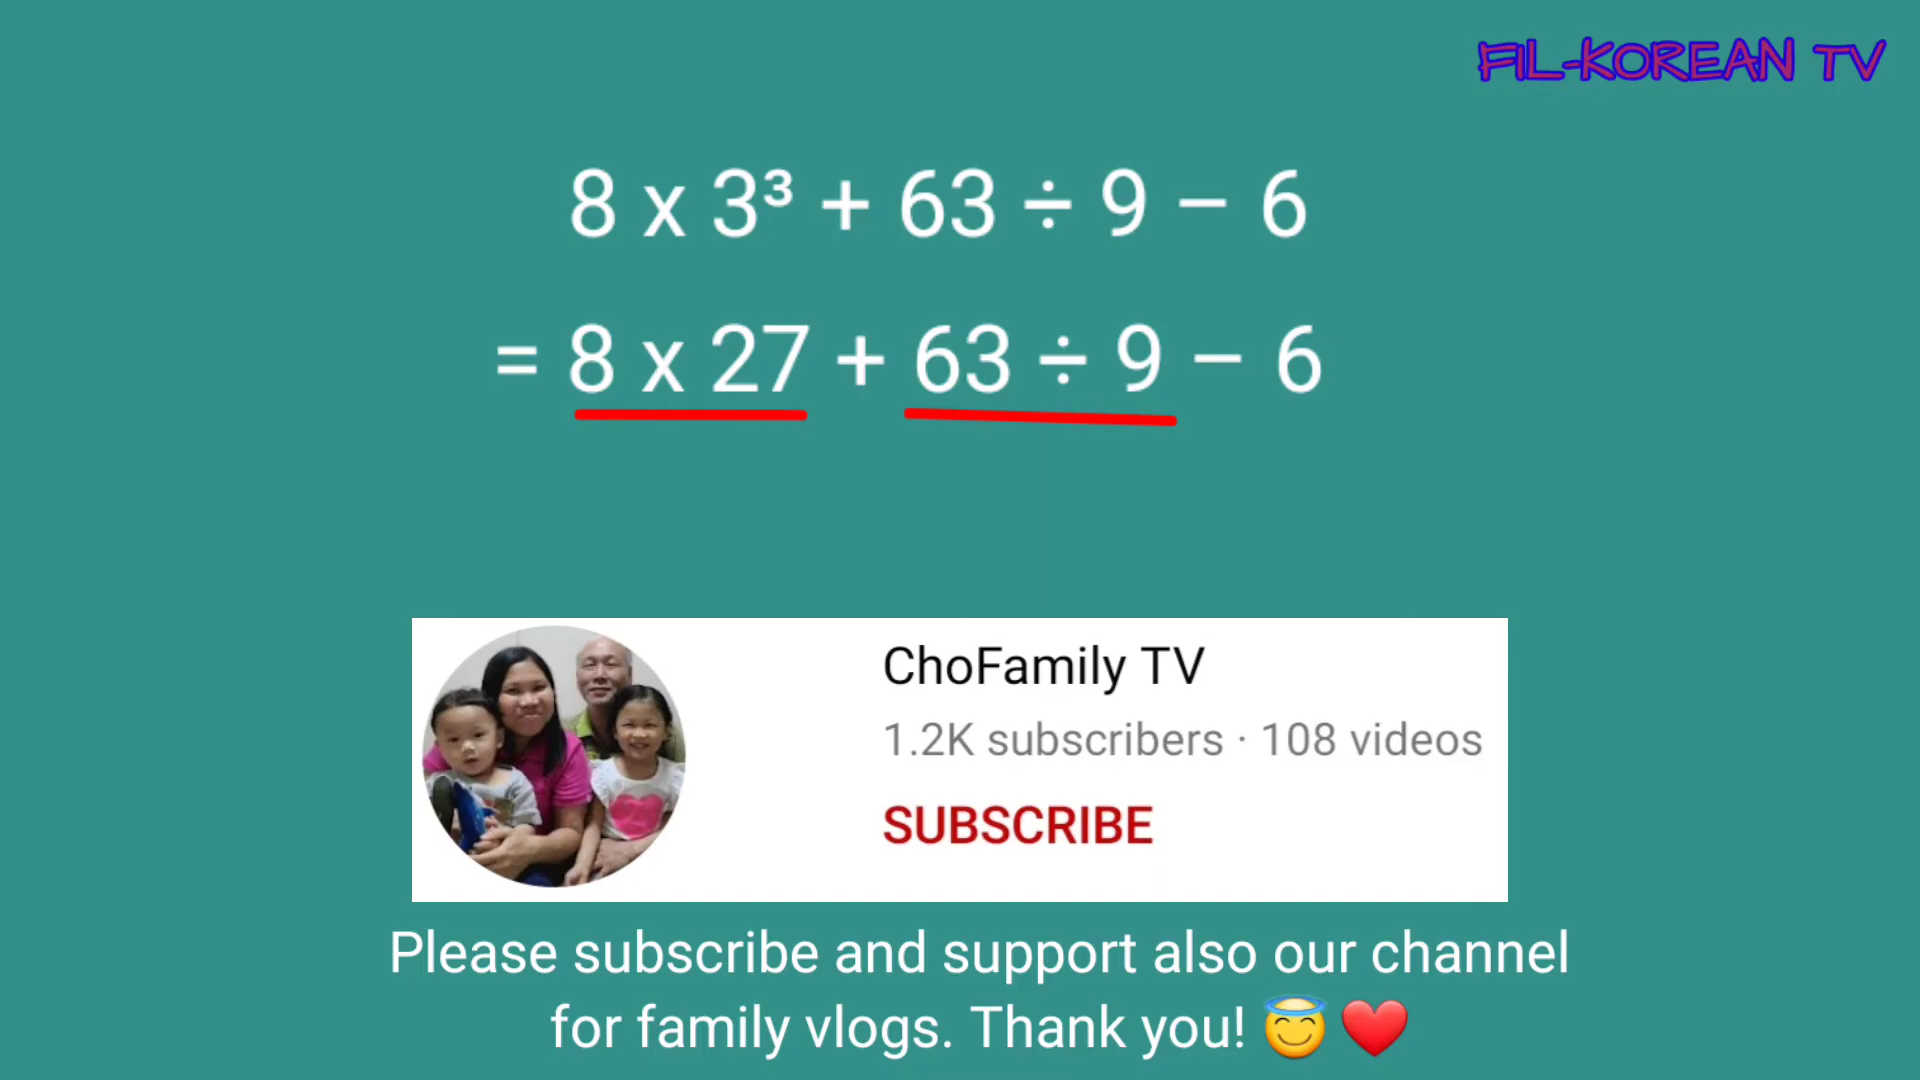 FIL-KOREAN TV
8 x 3³ + 63 ÷ 9 – 6
= 8 x 27 + 63 ÷ 9 – 6
ChoFamily TV
1.2K subscribers · 108 videos
SUBSCRIBE
Please subscribe and support also our channel
for family vlogs. Thank you! 😇 ❤️